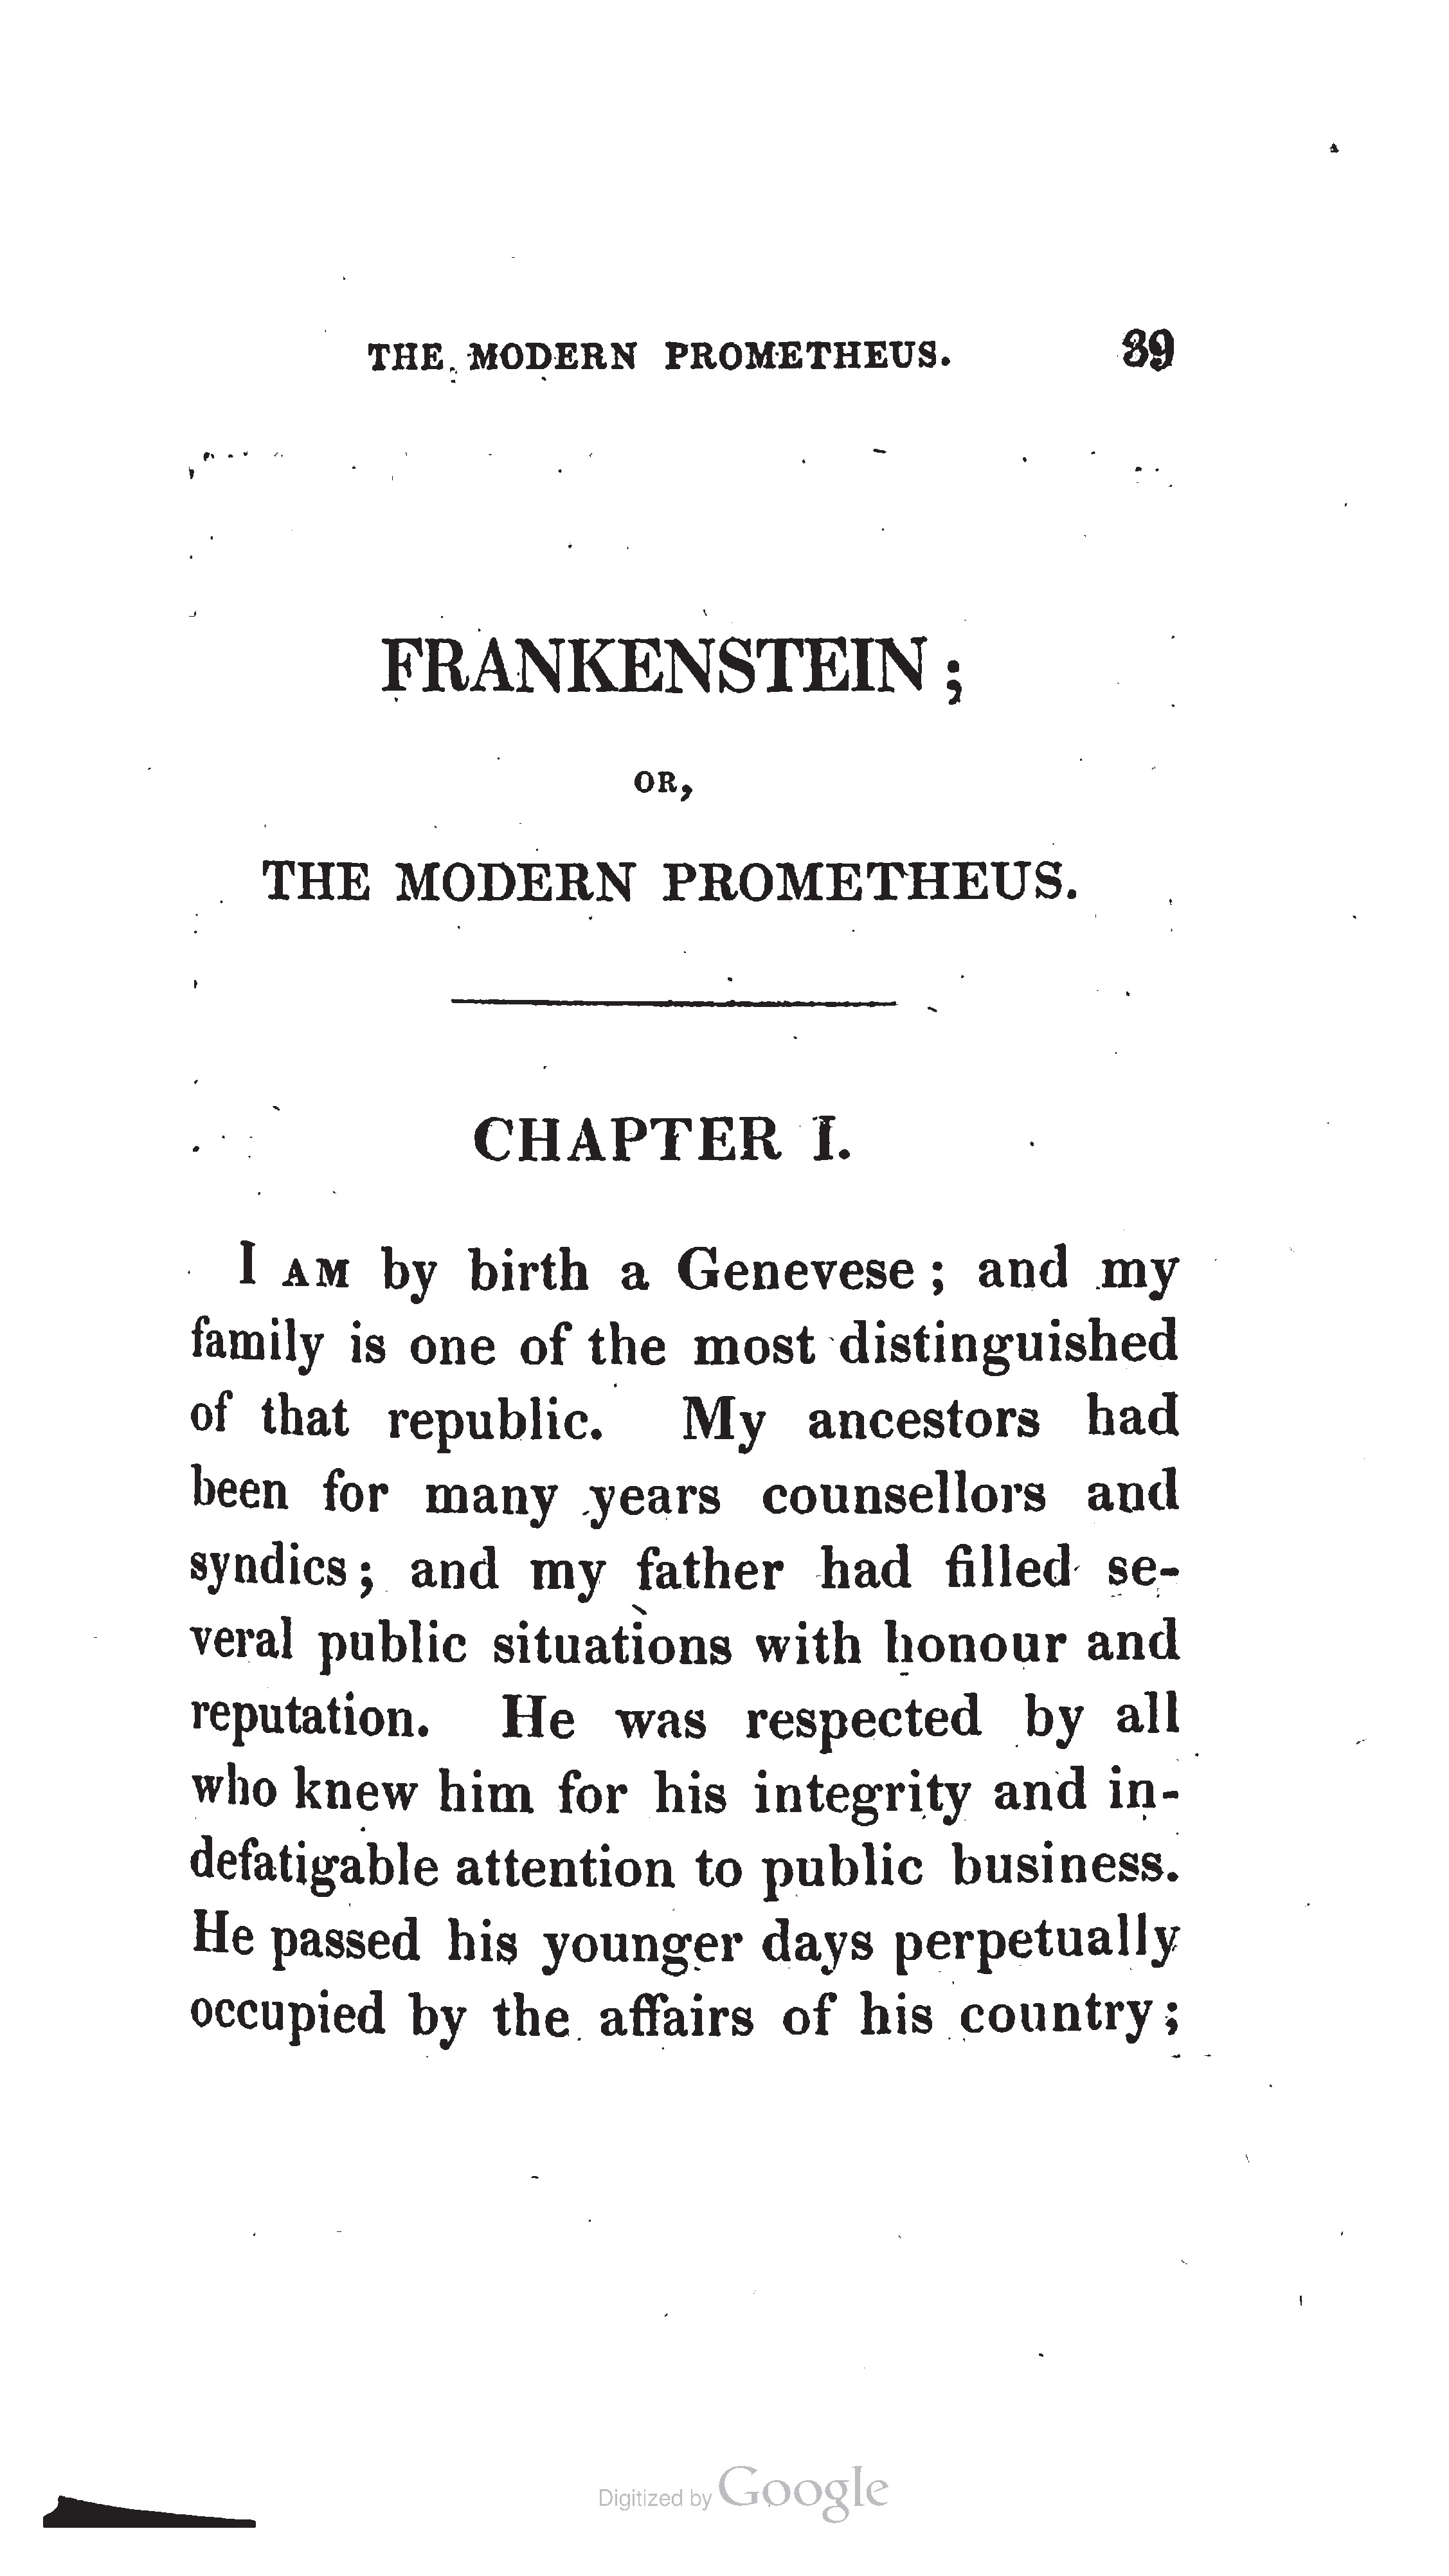 THE MODERN PROMETHEUS. 39
FRANKENSTEIN;
OR,
THE MODERN PROMETHEUS.
CHAPTER I.
I AM by birth a Genevese; and my
family is one of the most distinguished
of that republic. My ancestors had
been for many years counsellors and
syndics; and my father had filled se-
veral public situations with honour and
reputation. He was respected by all
who knew him for his integrity and in-
defatigable attention to public business.
He passed his younger days perpetually
occupied by the affairs of his country;
Digitized by Google